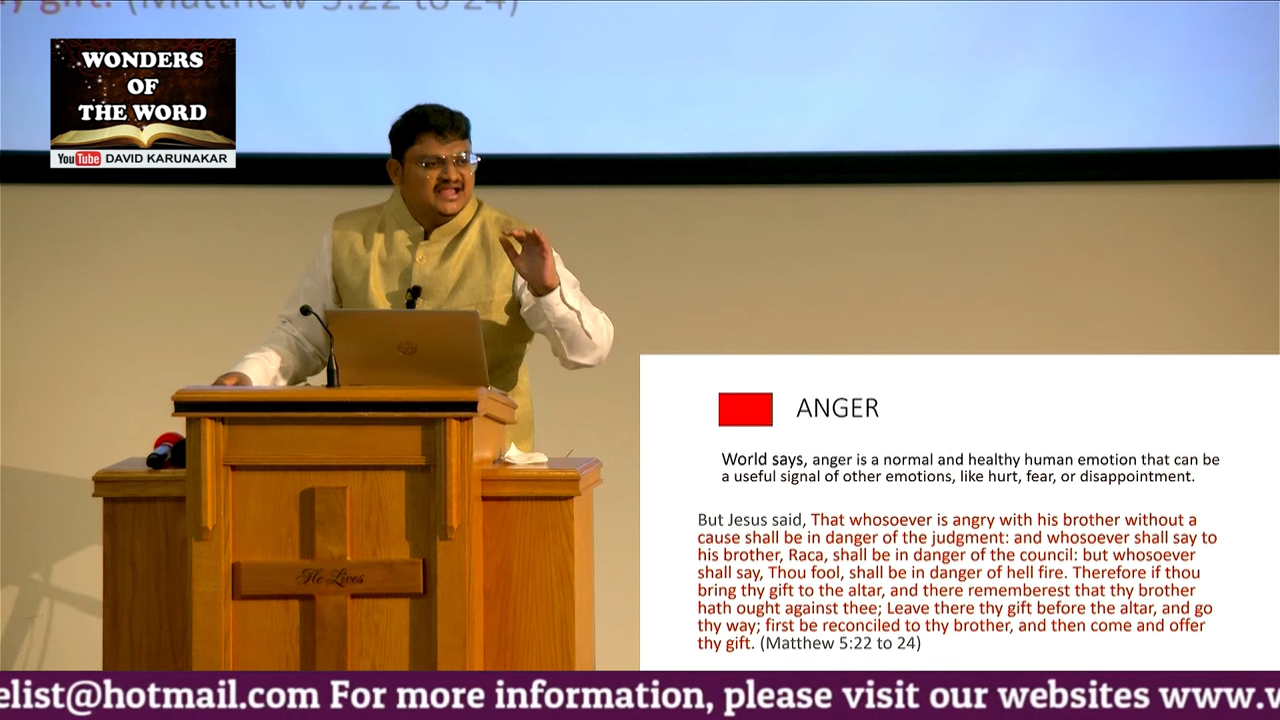 ry gift. (Matthew 5:22 to 24)
WONDERS
OF
THE WORD
YouTube DAVID KARUNAKAR
ANGER
World says, anger is a normal and healthy human emotion that can be
a useful signal of other emotions, like hurt, fear, or disappointment.
But Jesus said, That whosoever is angry with his brother without a
cause shall be in danger of the judgment: and whosoever shall say to
his brother, Raca, shall be in danger of the council: but whosoever
shall say, Thou fool, shall be in danger of hell fire. Therefore if thou
bring thy gift to the altar, and there rememberest that thy brother
hath ought against thee; Leave there thy gift before the altar, and go
thy way; first be reconciled to thy brother, and then come and offer
thy gift. (Matthew 5:22 to 24)
He Lives
elist@hotmail.com For more information, please visit our websites www.v